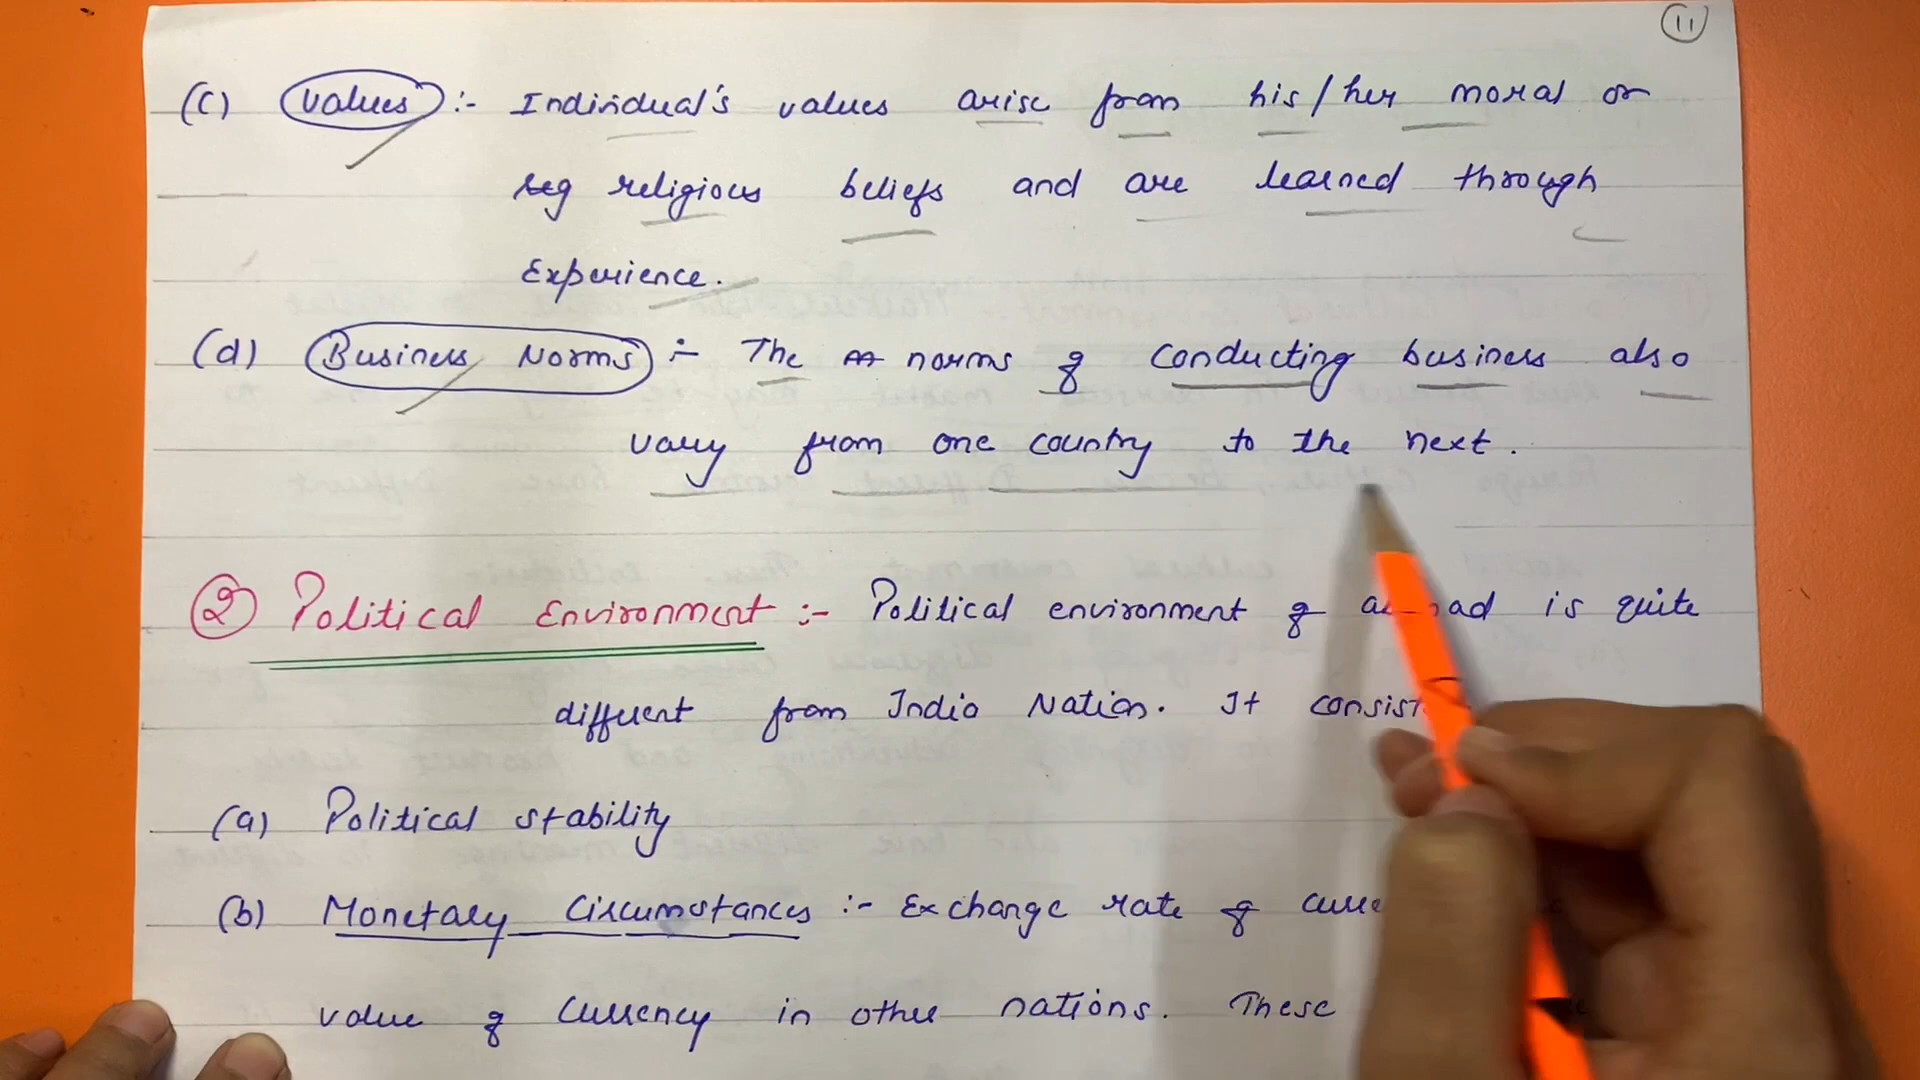 11
(c) Values :- Individual's values arise from his/her moral or
religious beliefs and are learned through
Experience.
(d) Business Norms :- The norms of conducting business also
vary from one country to the next.
2 Political Environment :- Political environment of is quite
different from India Nation. It consist
(a) Political stability
(b) Monetary Circumstances :- Exchange rate of
value of currency in other nations. These